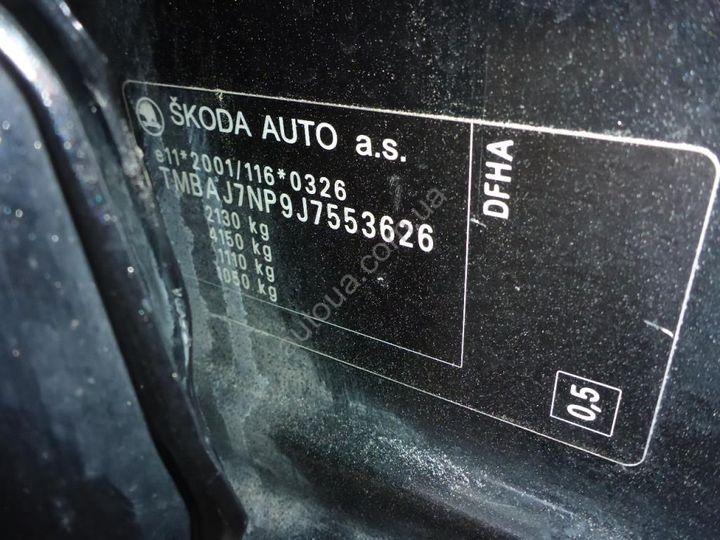 ŠKODA AUTO a.s.
e11*2001/116*0326
TMBAJ7NP9J7553626
2130 kg
4150 kg
1110 kg
1050 kg
DFHA
0,5
autoua.com.ua